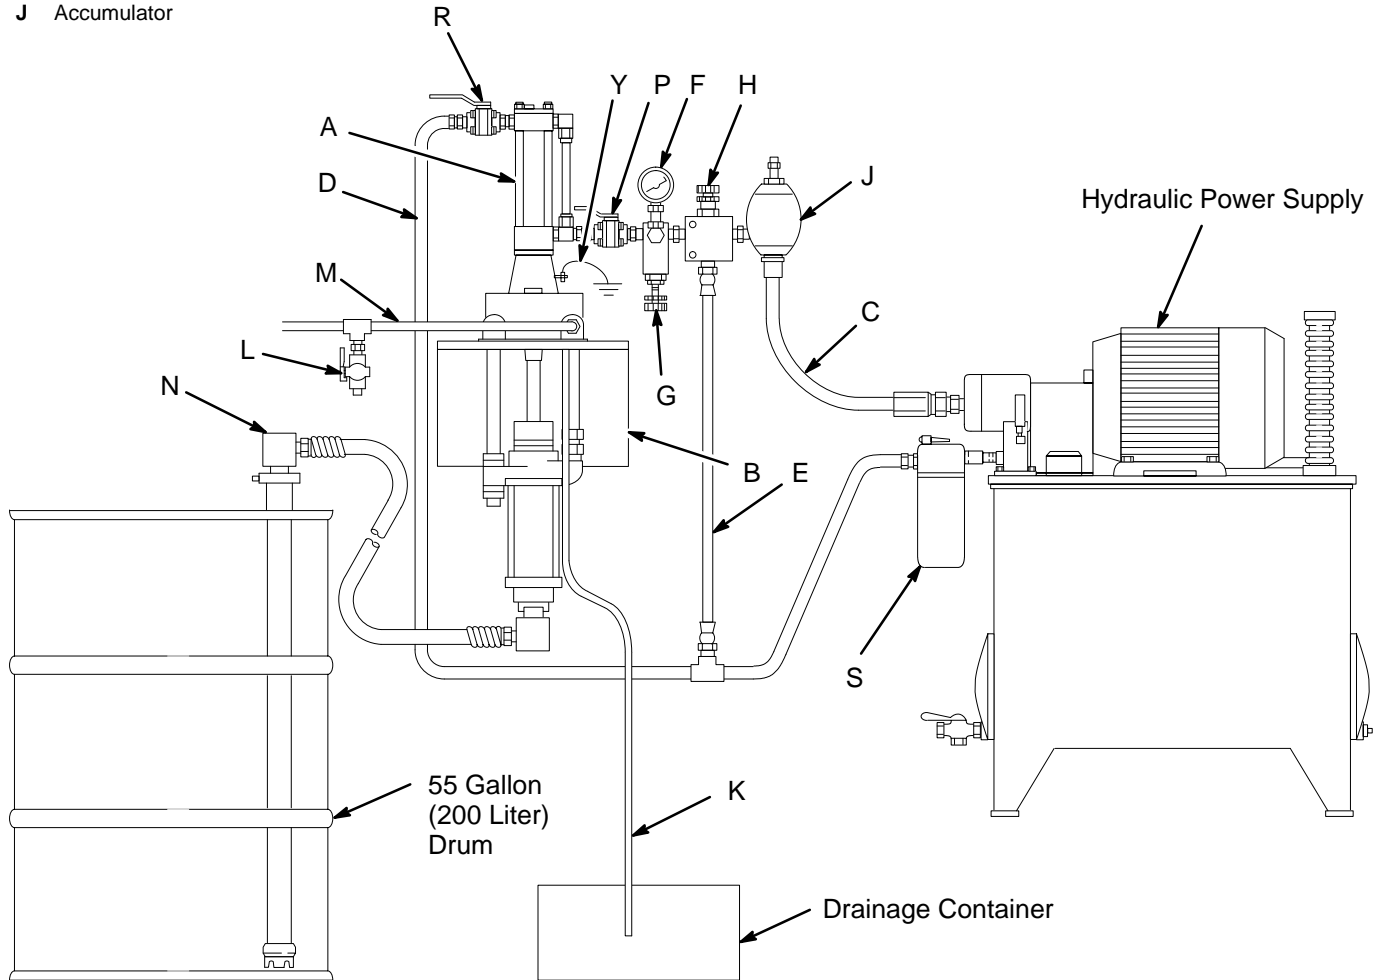 J Accumulator
R
Y
P
F
H
A
J
D
Hydraulic Power Supply
M
C
L
N
G
B
E
S
55 Gallon
(200 Liter)
Drum
K
Drainage Container